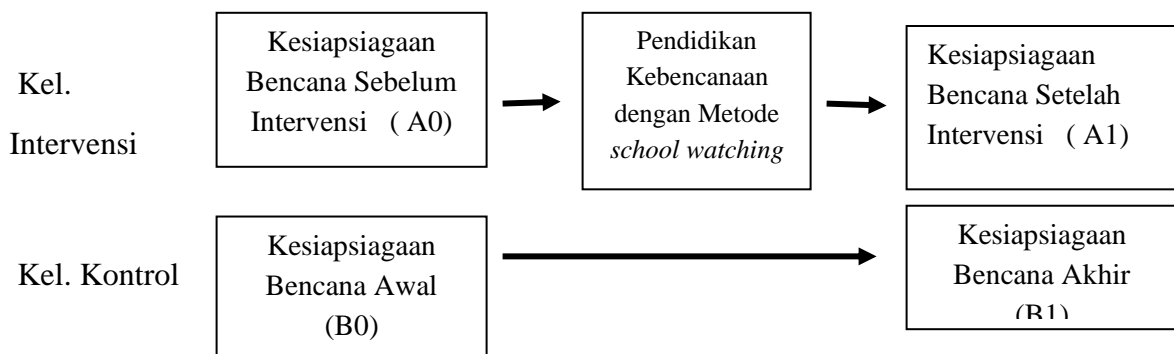 Kel.
Intervensi
Kesiapsiagaan
Bencana Sebelum
Intervensi ( A0)
Pendidikan
Kebencanaan
dengan Metode
school watching
Kesiapsiagaan
Bencana Setelah
Intervensi ( A1)
Kel. Kontrol
Kesiapsiagaan
Bencana Awal
(B0)
Kesiapsiagaan
Bencana Akhir
(B1)